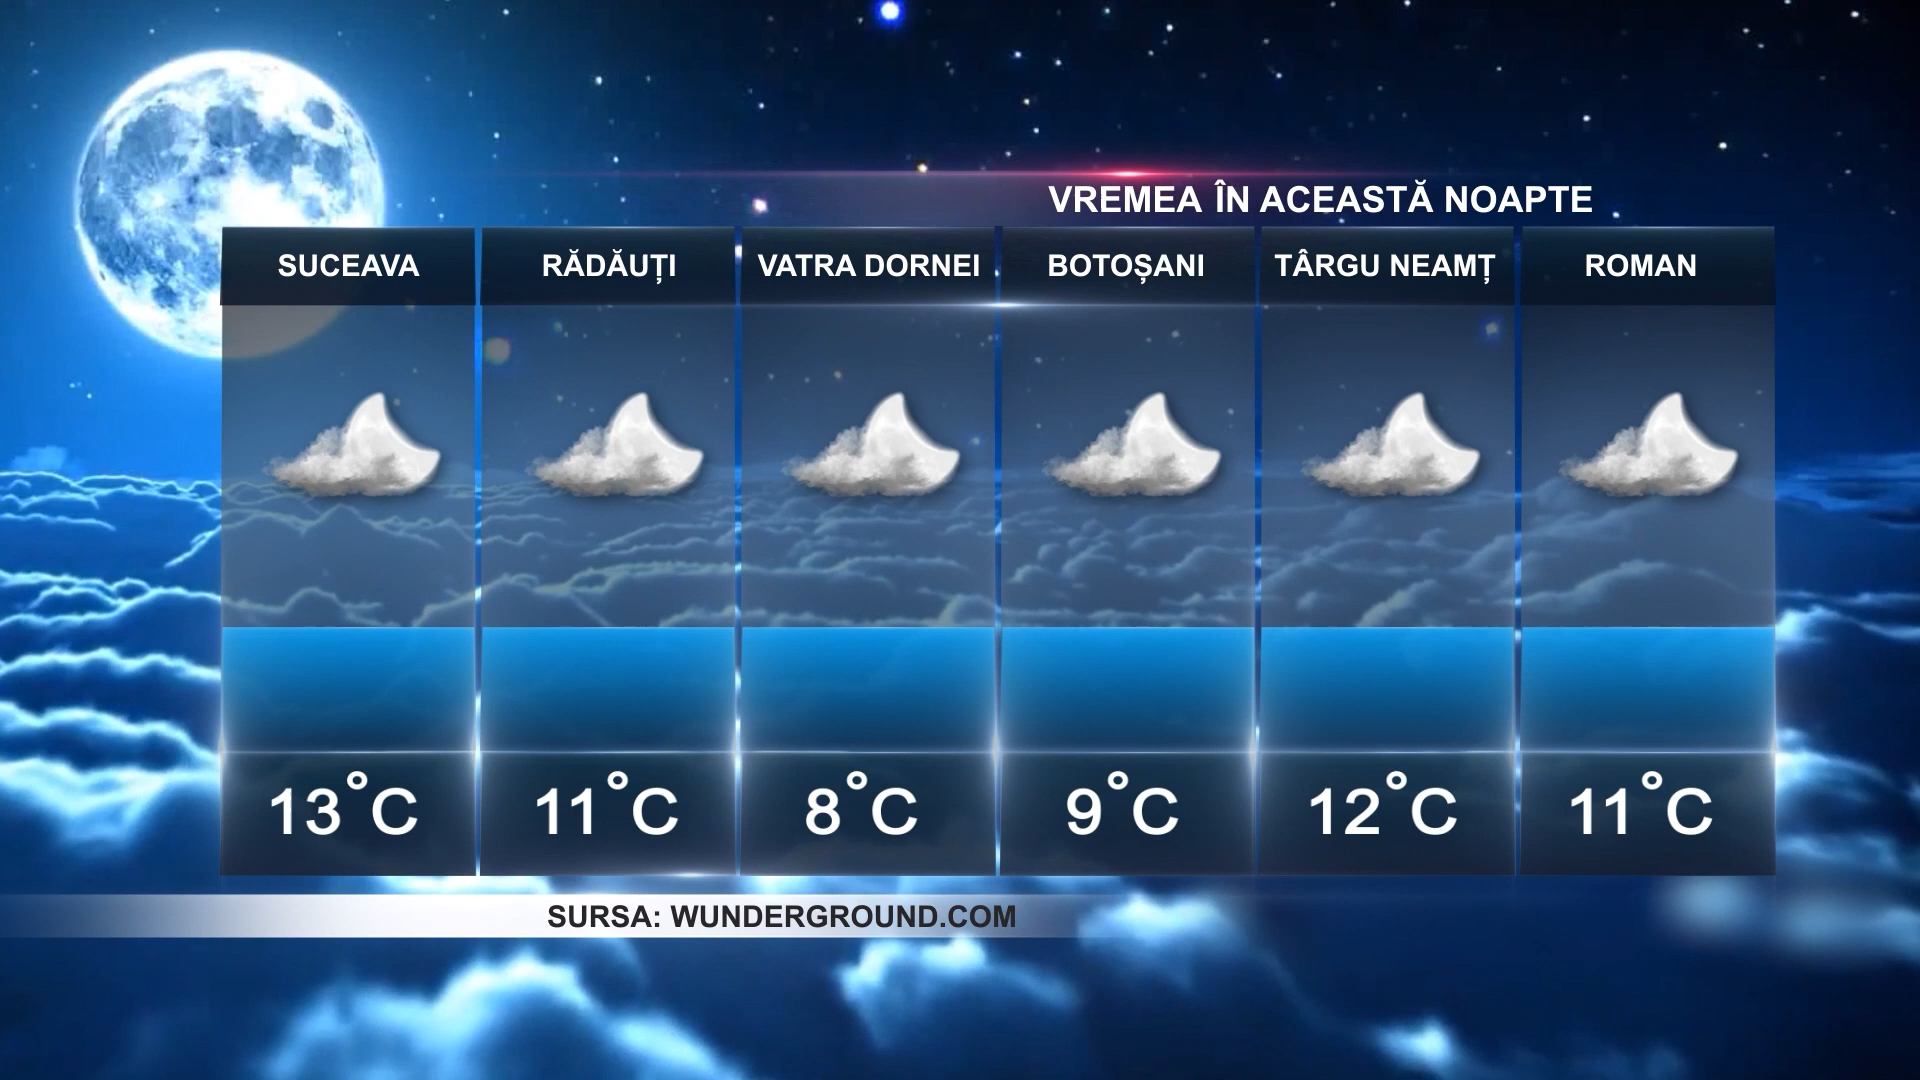 VREMEA ÎN ACEASTĂ NOAPTE
SUCEAVA
RĂDĂUȚI
VATRA DORNEI
BOTOȘANI
TÂRGU NEAMȚ
ROMAN
13°C
11°C
8°C
9°C
12°C
11°C
SURSA: WUNDERGROUND.COM